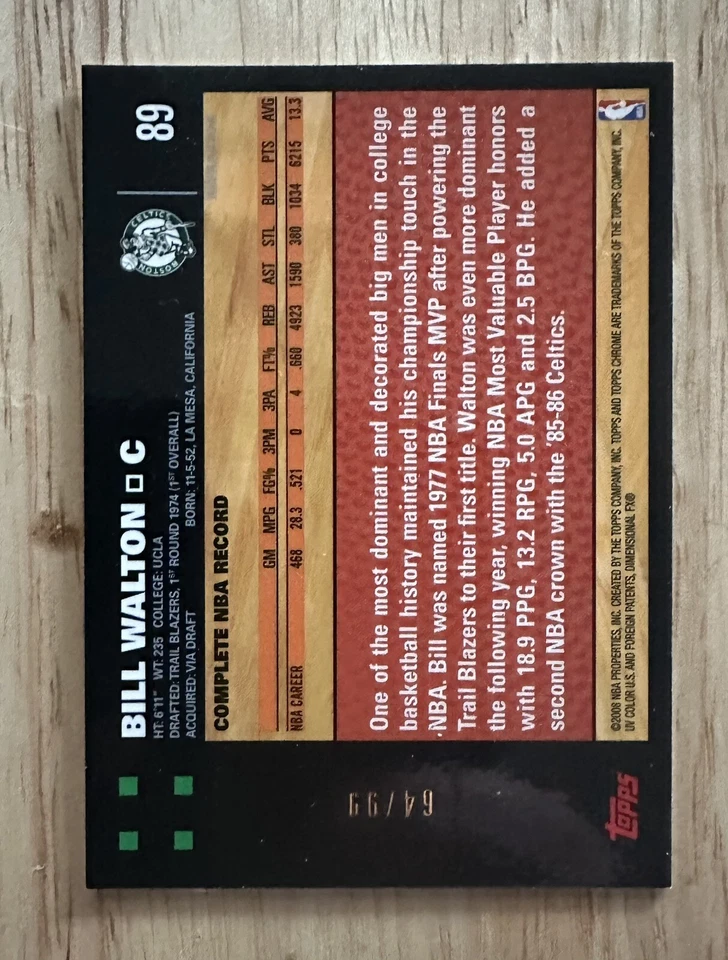 BILL WALTON C
89
HT: 6'11" WT: 235 COLLEGE: UCLA
DRAFTED: TRAIL BLAZERS, 1ST ROUND 1974 (1ST OVERALL)
ACQUIRED: VIA DRAFT BORN: 11-5-52, LA MESA, CALIFORNIA
BOSTON CELTICS
COMPLETE NBA RECORD
GM MPG FG% 3PM 3PA FT% REB AST STL BLK PTS AVG
NBA CAREER 468 28.3 .521 0 4 .660 4923 1590 380 1034 6215 13.3
One of the most dominant and decorated big men in college
basketball history maintained his championship touch in the
NBA. Bill was named 1977 NBA Finals MVP after powering the
Trail Blazers to their first title. Walton was even more dominant
the following year, winning NBA Most Valuable Player honors
with 18.9 PPG, 13.2 RPG, 5.0 APG and 2.5 BPG. He added a
second NBA crown with the '85-86 Celtics.
©2008 NBA PROPERTIES, INC. CREATED BY THE TOPPS COMPANY, INC. TOPPS AND TOPPS CHROME ARE TRADEMARKS OF THE TOPPS COMPANY, INC.
UV COLOR U.S. AND FOREIGN PATENTS, DIMENSIONAL FX®
NBA
64/99
Topps